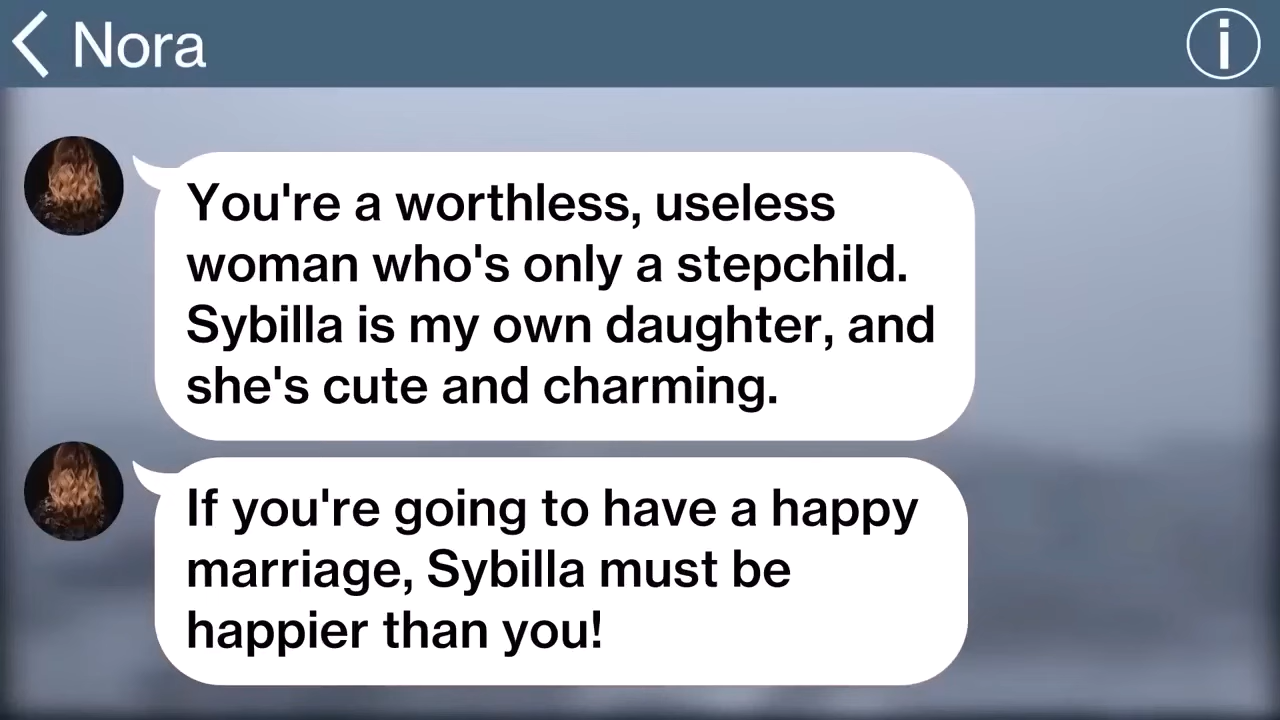 Nora
You're a worthless, useless
woman who's only a stepchild.
Sybilla is my own daughter, and
she's cute and charming.
If you're going to have a happy
marriage, Sybilla must be
happier than you!